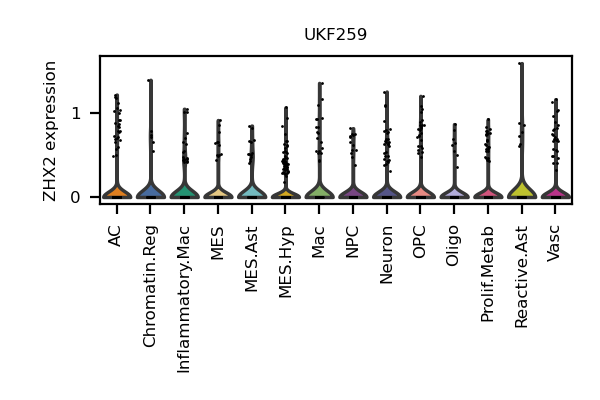 UKF259
ZHX2 expression
1
0
AC
Chromatin.Reg
Inflammatory.Mac
MES
MES.Ast
MES.Hyp
Mac
NPC
Neuron
OPC
Oligo
Prolif.Metab
Reactive.Ast
Vasc